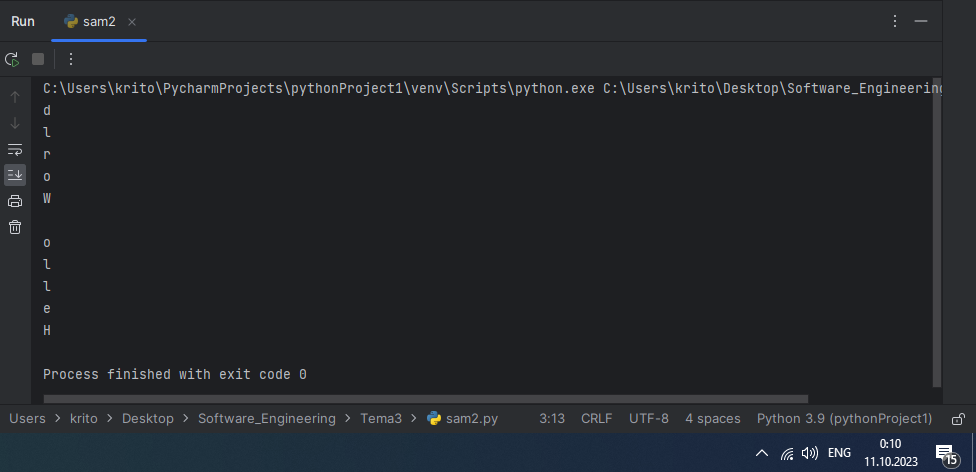 Run sam2
C:\Users\krito\PycharmProjects\pythonProject1\venv\Scripts\python.exe C:\Users\krito\Desktop\Software_Engineering
d
l
r
o
W
o
l
l
e
H
Process finished with exit code 0
Users > krito > Desktop > Software_Engineering > Tema3 > sam2.py 3:13 CRLF UTF-8 4 spaces Python 3.9 (pythonProject1)
ENG 0:10 15
11.10.2023